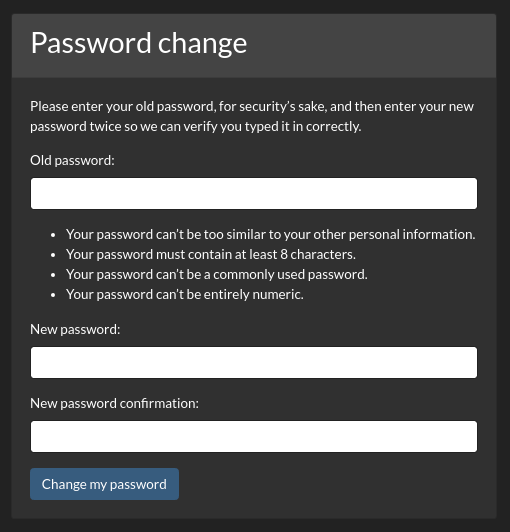 Password change
Please enter your old password, for security's sake, and then enter your new
password twice so we can verify you typed it in correctly.
Old password:
• Your password can't be too similar to your other personal information.
• Your password must contain at least 8 characters.
• Your password can't be a commonly used password.
• Your password can't be entirely numeric.
New password:
New password confirmation:
Change my password